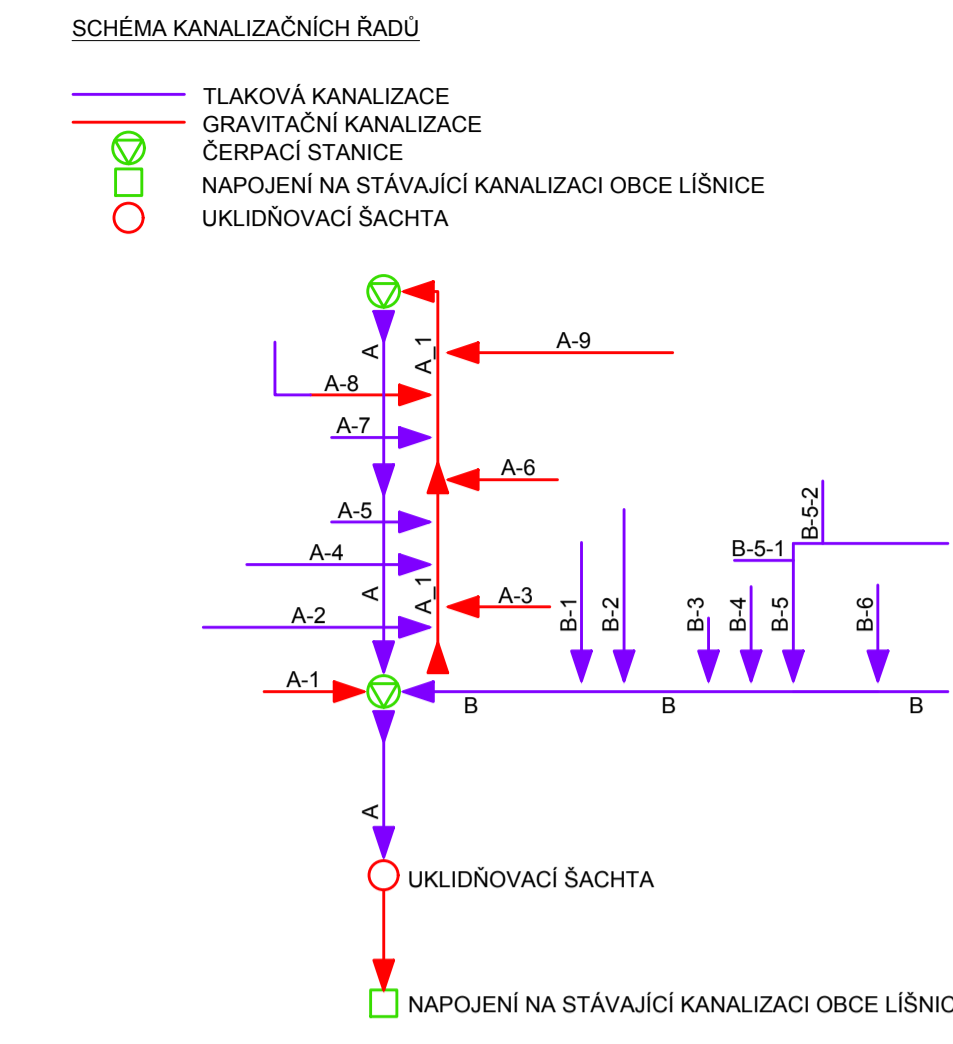 SCHÉMA KANALIZAČNÍCH ŘADŮ
TLAKOVÁ KANALIZACE
GRAVITAČNÍ KANALIZACE
ČERPACÍ STANICE
NAPOJENÍ NA STÁVAJÍCÍ KANALIZACI OBCE LÍŠNICE
UKLIDŇOVACÍ ŠACHTA
A
A_1
A-9
A-8
A-7
A-6
A-5
B-5-2
A-4
B-5-1
A
A_1
A-3
A-2
B-1
B-2
B-3
B-4
B-5
B-6
A-1
B
B
B
A
UKLIDŇOVACÍ ŠACHTA
NAPOJENÍ NA STÁVAJÍCÍ KANALIZACI OBCE LÍŠNIC